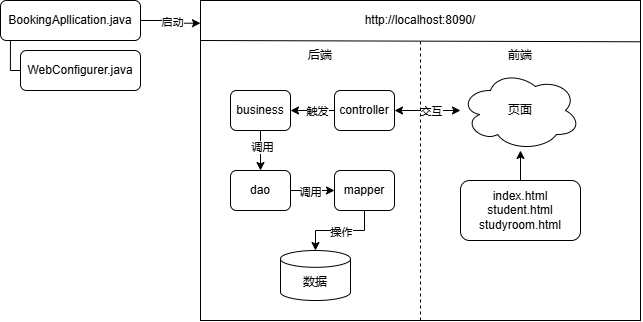 BookingApllication.java
启动
http://localhost:8090/
WebConfigurer.java
后端
前端
business
触发
controller
交互
页面
调用
dao
调用
mapper
index.html
student.html
studyroom.html
操作
数据